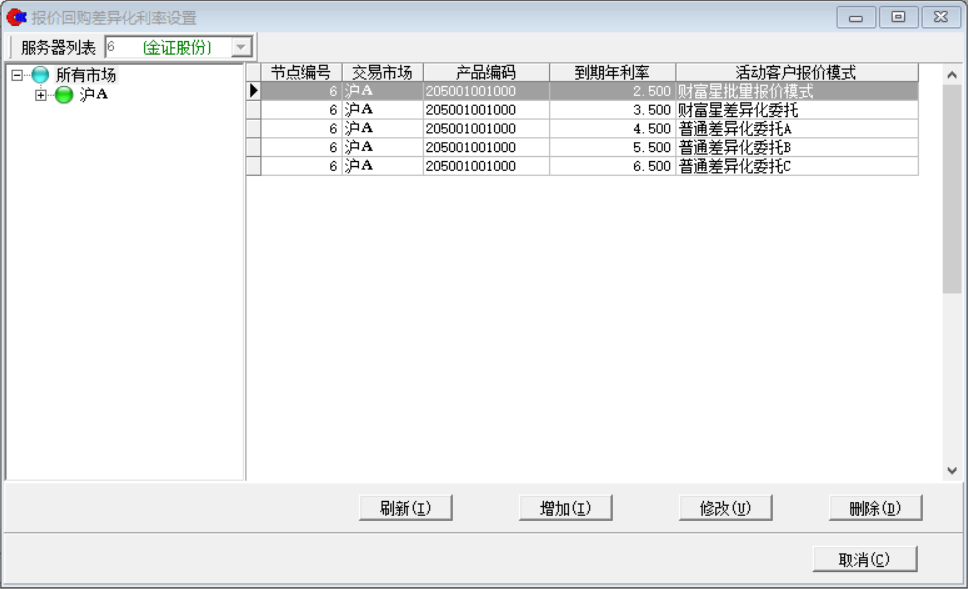 报价回购差异化利率设置
服务器列表 6 (金证股份)
所有市场
沪A
节点编号 交易市场 产品编码 到期年利率 活动客户报价模式
6 沪A 205001001000 2.500 财富星批量报价模式
6 沪A 205001001000 3.500 财富星差异化委托
6 沪A 205001001000 4.500 普通差异化委托A
6 沪A 205001001000 5.500 普通差异化委托B
6 沪A 205001001000 6.500 普通差异化委托C
刷新(I) 增加(I) 修改(U) 删除(D)
取消(C)